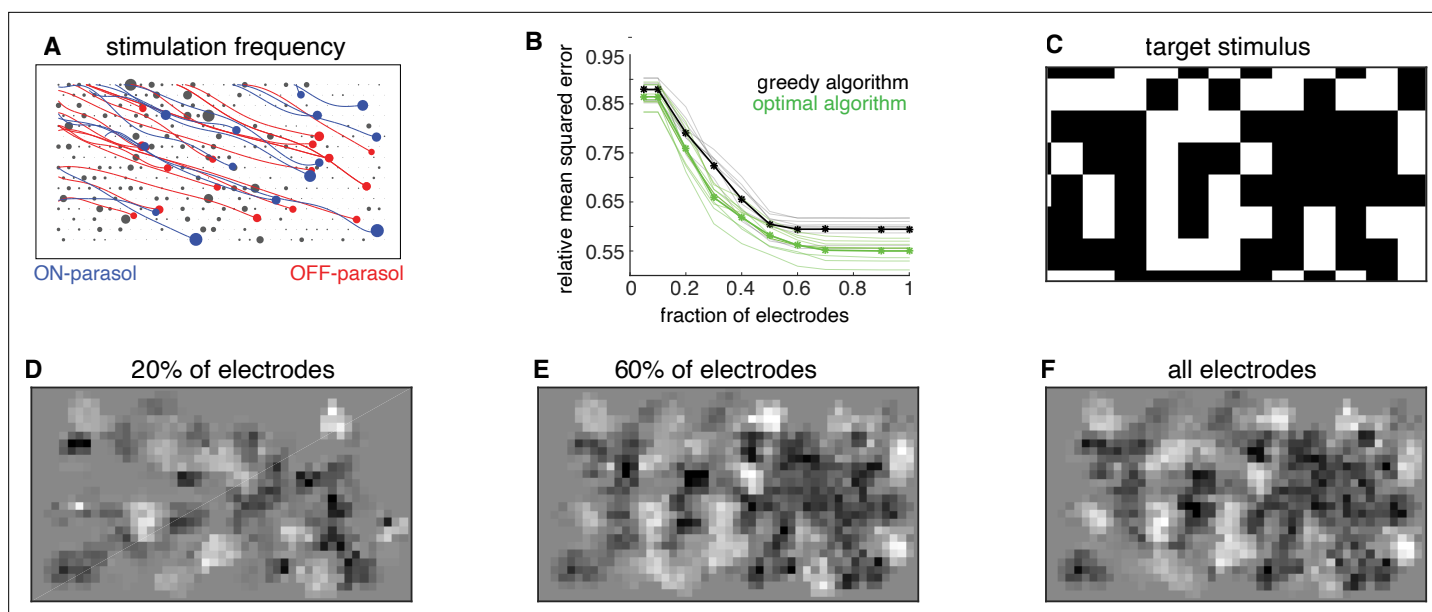 A stimulation frequency
ON-parasol OFF-parasol
B
relative mean squared error
0.95
0.85
0.75
0.65
0.55
greedy algorithm
optimal algorithm
0 0.2 0.4 0.6 0.8 1
fraction of electrodes
C target stimulus
D 20% of electrodes
E 60% of electrodes
F all electrodes